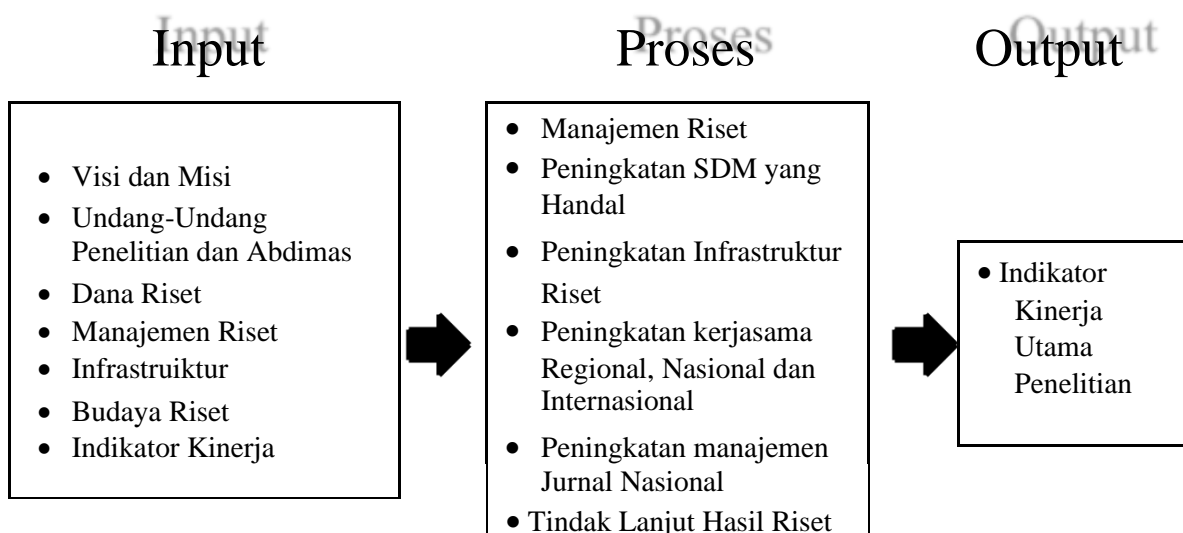 Input
• Visi dan Misi
• Undang-Undang
Penelitian dan Abdimas
• Dana Riset
• Manajemen Riset
• Infrastruiktur
• Budaya Riset
• Indikator Kinerja
Proses
• Manajemen Riset
• Peningkatan SDM yang
Handal
• Peningkatan Infrastruktur
Riset
• Peningkatan kerjasama
Regional, Nasional dan
Internasional
• Peningkatan manajemen
Jurnal Nasional
• Tindak Lanjut Hasil Riset
Output
• Indikator
Kinerja
Utama
Penelitian